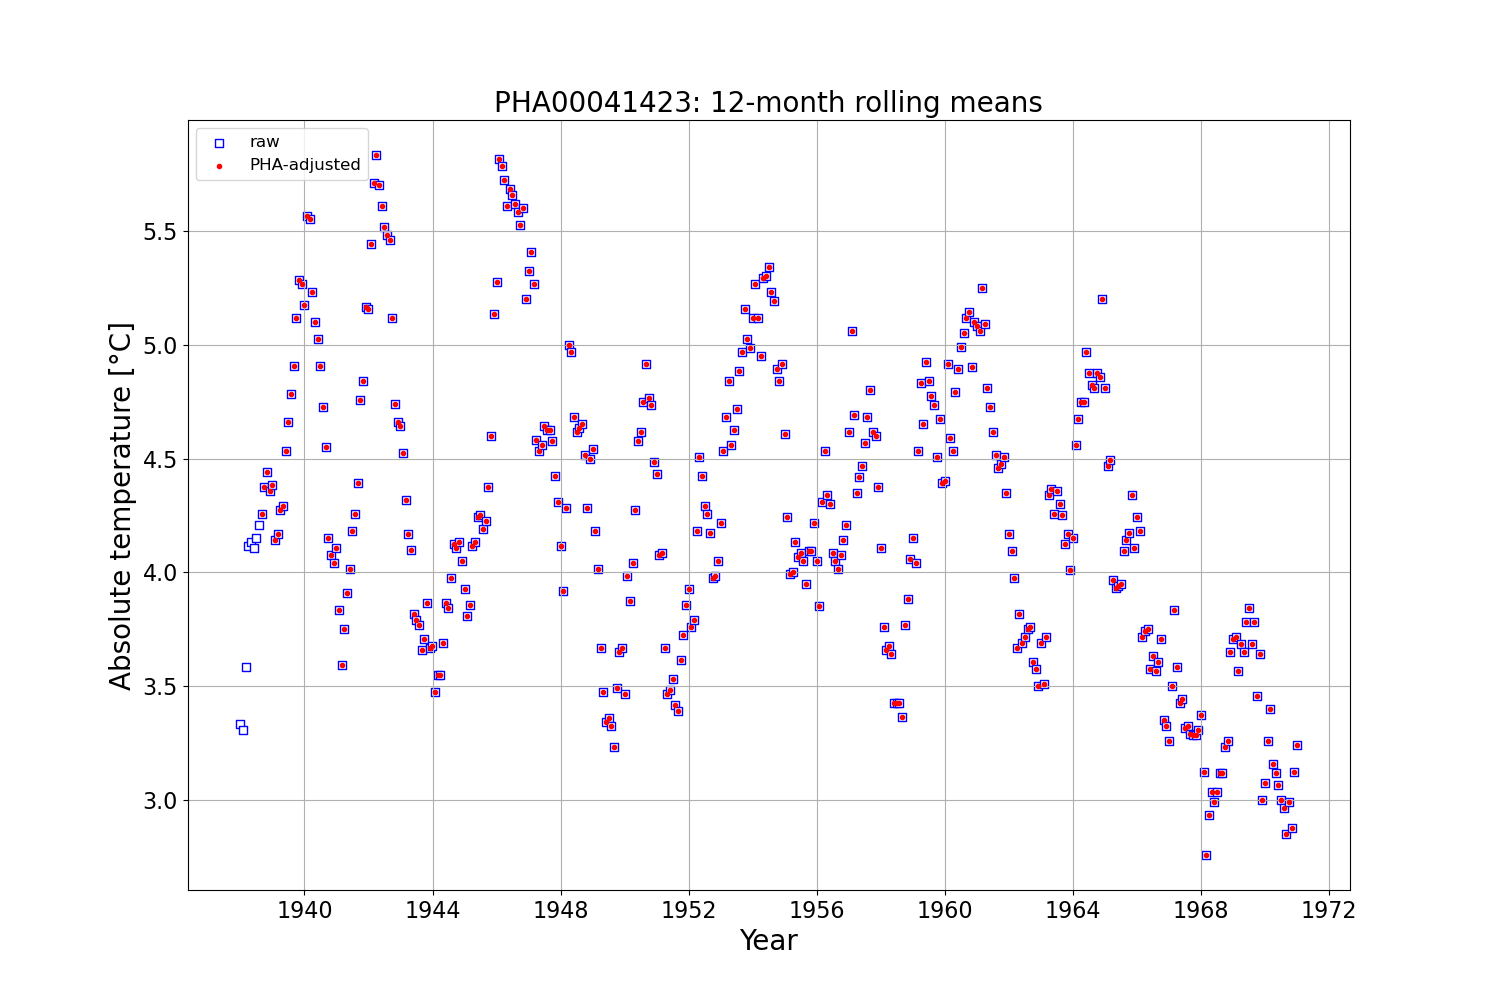 PHA00041423: 12-month rolling means
raw
PHA-adjusted
5.5
5.0
4.5
4.0
3.5
3.0
Absolute temperature [°C]
1940 1944 1948 1952 1956 1960 1964 1968 1972
Year